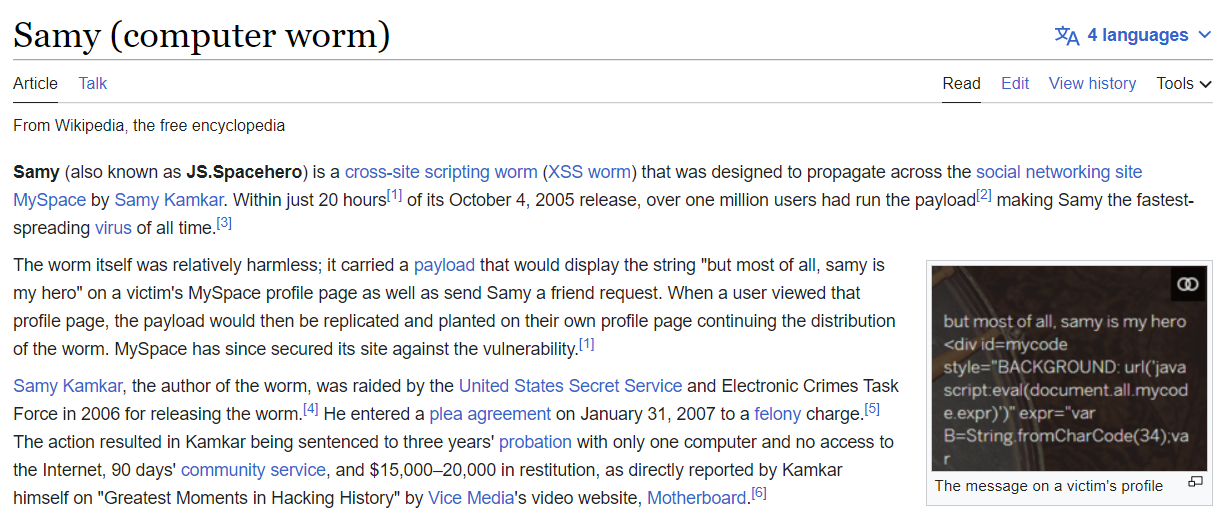 Samy (computer worm)
4 languages
Article Talk Read Edit View history Tools
From Wikipedia, the free encyclopedia
Samy (also known as JS.Spacehero) is a cross-site scripting worm (XSS worm) that was designed to propagate across the social networking site
MySpace by Samy Kamkar. Within just 20 hours[1] of its October 4, 2005 release, over one million users had run the payload[2] making Samy the fastest-
spreading virus of all time.[3]
The worm itself was relatively harmless; it carried a payload that would display the string "but most of all, samy is
my hero" on a victim's MySpace profile page as well as send Samy a friend request. When a user viewed that
profile page, the payload would then be replicated and planted on their own profile page continuing the distribution
of the worm. MySpace has since secured its site against the vulnerability.[1]
Samy Kamkar, the author of the worm, was raided by the United States Secret Service and Electronic Crimes Task
Force in 2006 for releasing the worm.[4] He entered a plea agreement on January 31, 2007 to a felony charge.[5]
The action resulted in Kamkar being sentenced to three years' probation with only one computer and no access to
the Internet, 90 days' community service, and $15,000–20,000 in restitution, as directly reported by Kamkar
himself on "Greatest Moments in Hacking History" by Vice Media's video website, Motherboard.[6]
but most of all, samy is my hero
<div id=mycode
style="BACKGROUND: url('java
script:eval(document.all.mycod
e.expr)')" expr="var
B=String.fromCharCode(34);va
r
The message on a victim's profile